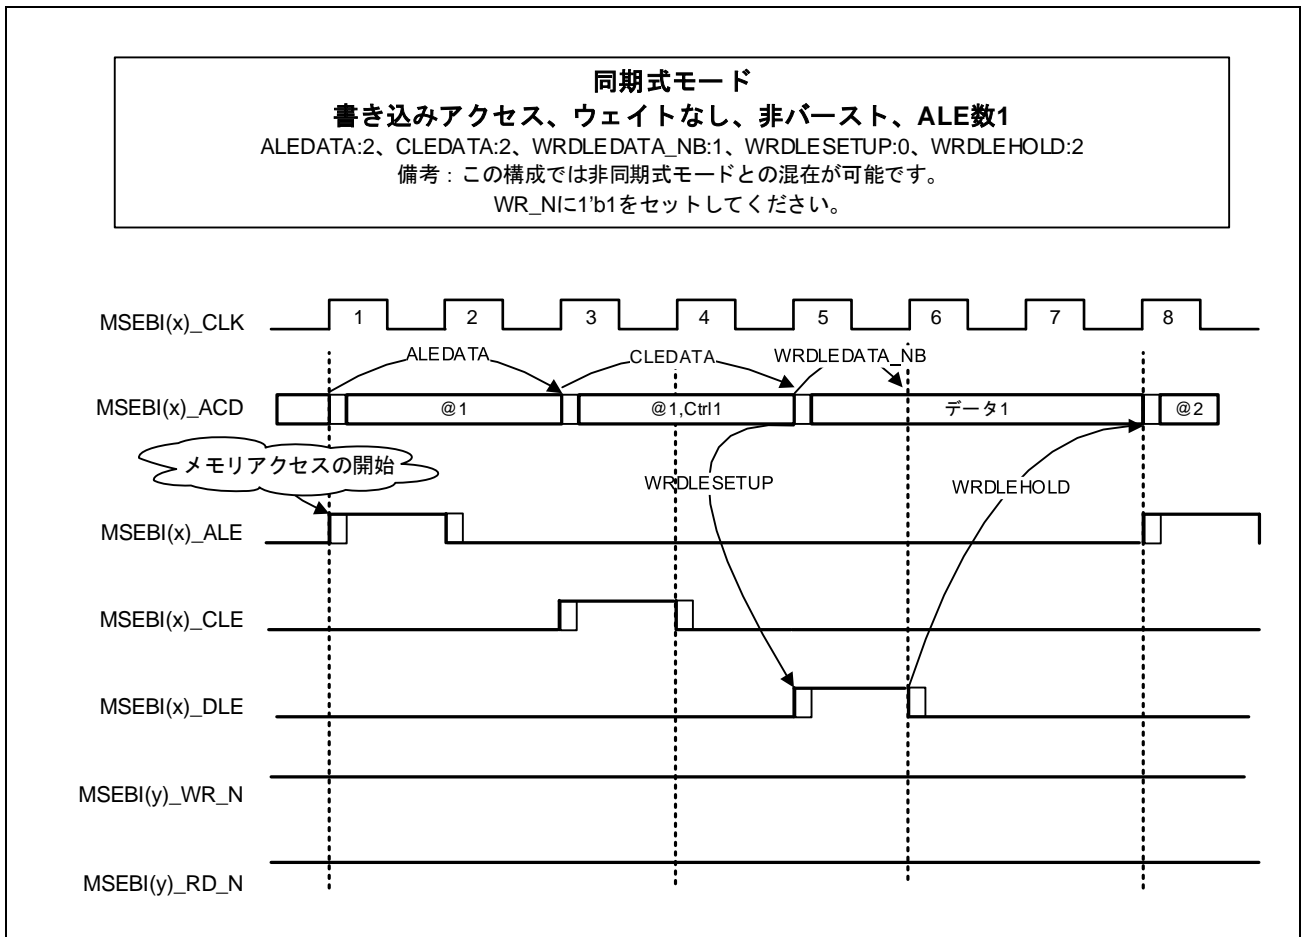 同期式モード
書き込みアクセス、ウェイトなし、非バースト、ALE数1
ALEDATA:2、CLEDATA:2、WRDLEDATA_NB:1、WRDLESETUP:0、WRDLEHOLD:2
備考：この構成では非同期式モードとの混在が可能です。
WR_Nに1'b1をセットしてください。
MSEBI(x)_CLK
1 2 3 4 5 6 7 8
ALEDATA CLEDATA WRDLEDATA_NB
MSEBI(x)_ACD
@1 @1,Ctrl1 データ1 @2
メモリアクセスの開始
WRDLESETUP WRDLEHOLD
MSEBI(x)_ALE
MSEBI(x)_CLE
MSEBI(x)_DLE
MSEBI(y)_WR_N
MSEBI(y)_RD_N